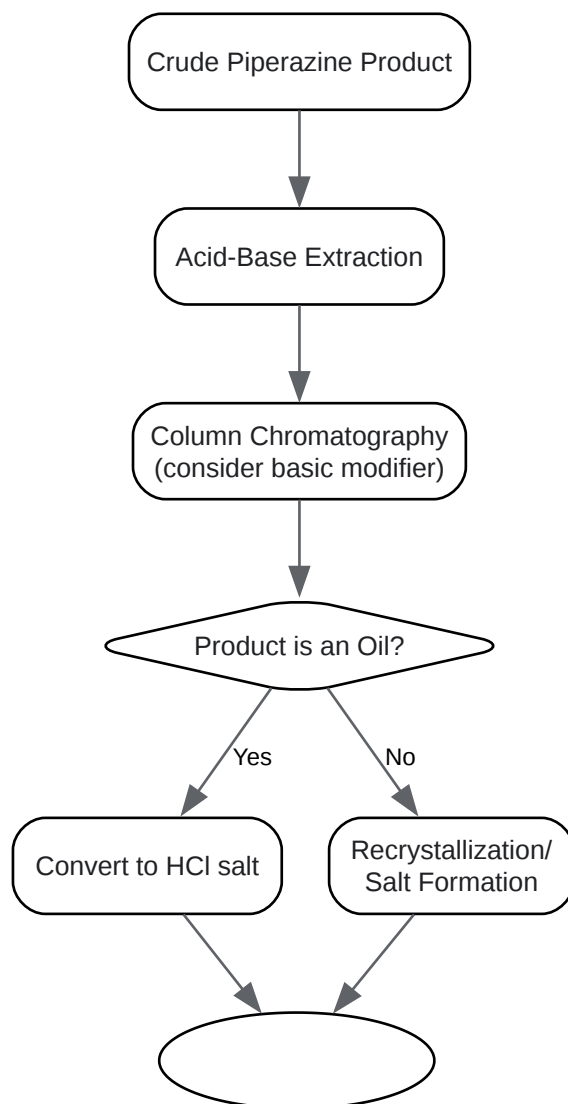 Crude Piperazine Product
Acid-Base Extraction
Column Chromatography
(consider basic modifier)
Product is an Oil?
Yes
No
Convert to HCl salt
Recrystallization/
Salt Formation